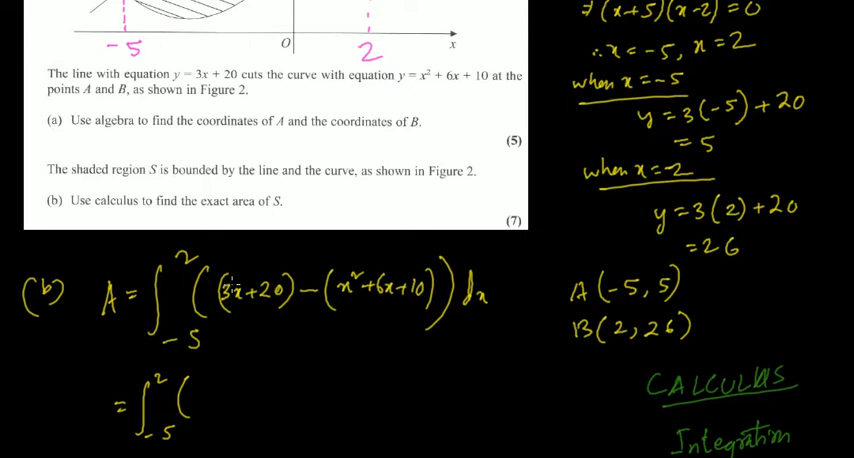 -5
O
2
x
The line with equation y = 3x + 20 cuts the curve with equation y = x² + 6x + 10 at the
points A and B, as shown in Figure 2.
(a) Use algebra to find the coordinates of A and the coordinates of B.
(5)
The shaded region S is bounded by the line and the curve, as shown in Figure 2.
(b) Use calculus to find the exact area of S.
(7)
(b) A = ∫₋₅² ((3x+20) - (x²+6x+10)) dx
= ∫₋₅² (
⇒ (x+5)(x-2) = 0
∴ x = -5, x = 2
when x = -5
y = 3(-5) + 20
= 5
when x = -2
y = 3(2) + 20
= 26
A(-5, 5)
B(2, 26)
CALCULUS
Integration